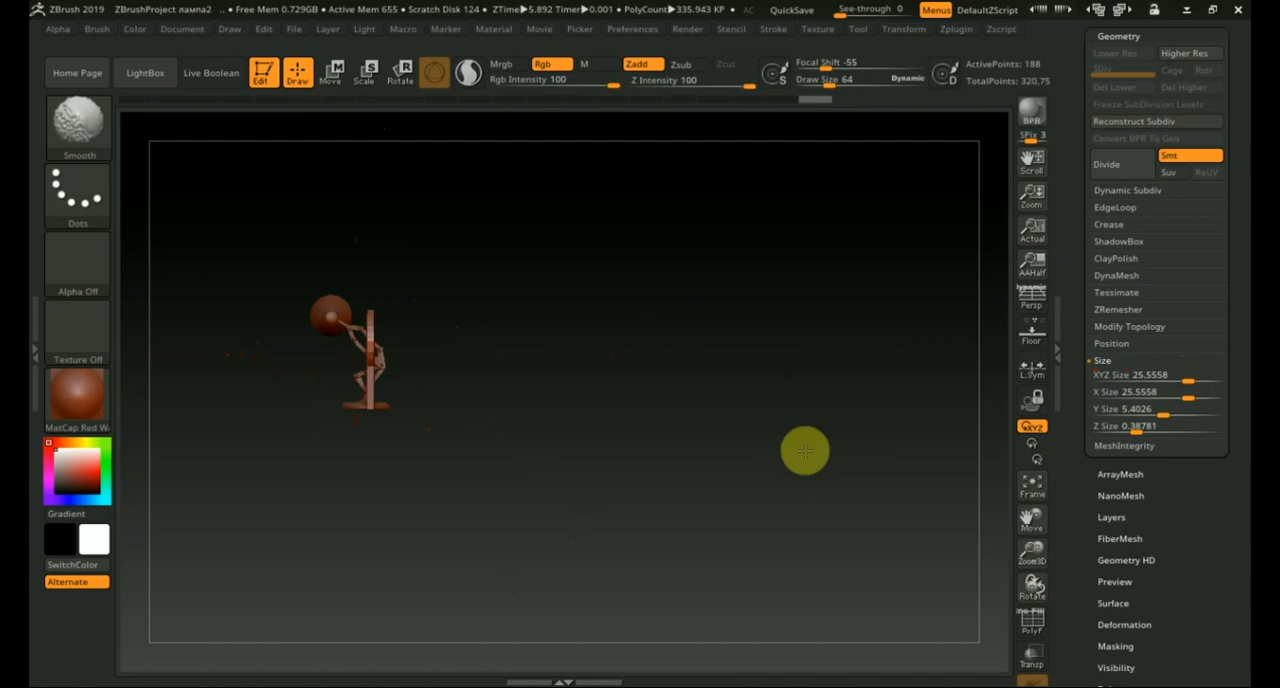 ZBrush 2019 ZBrushProject лампа2 .. • Free Mem 0.729GB • Active Mem 655 • Scratch Disk 124 • ZTime▶5.892 Timer▶0.001 • PolyCount▶335.943 KP • AC QuickSave See-through 0 Menus DefaultZScript
Alpha Brush Color Document Draw Edit File Layer Light Macro Marker Material Movie Picker Preferences Render Stencil Stroke Texture Tool Transform Zplugin Zscript
Home Page LightBox Live Boolean Edit Draw Move Scale Rotate
Mrgb Rgb M Zadd Zsub Zcut
Rgb Intensity 100 Z Intensity 100
Focal Shift -55
Draw Size 64 Dynamic
S D
ActivePoints: 188
TotalPoints: 320,75
Smooth
Dots
Alpha Off
Texture Off
MatCap Red Wa
Gradient
SwitchColor
Alternate
BPR
SPix 3
Scroll
Zoom
Actual
AAHalf
Dynamic
Persp
Floor
L.Sym
XYZ
Frame
Move
Zoom3D
Rotate
Line Fill
PolyF
Transp
Geometry
Lower Res Higher Res
SDiv Cage Rstr
Del Lower Del Higher
Freeze SubDivision Levels
Reconstruct Subdiv
Convert BPR To Geo
Divide Smt
Suv ReUV
Dynamic Subdiv
EdgeLoop
Crease
ShadowBox
ClayPolish
DynaMesh
Tessimate
ZRemesher
Modify Topology
Position
Size
XYZ Size 25.5558
X Size 25.5558
Y Size 5.4026
Z Size 0.38781
MeshIntegrity
ArrayMesh
NanoMesh
Layers
FiberMesh
Geometry HD
Preview
Surface
Deformation
Masking
Visibility